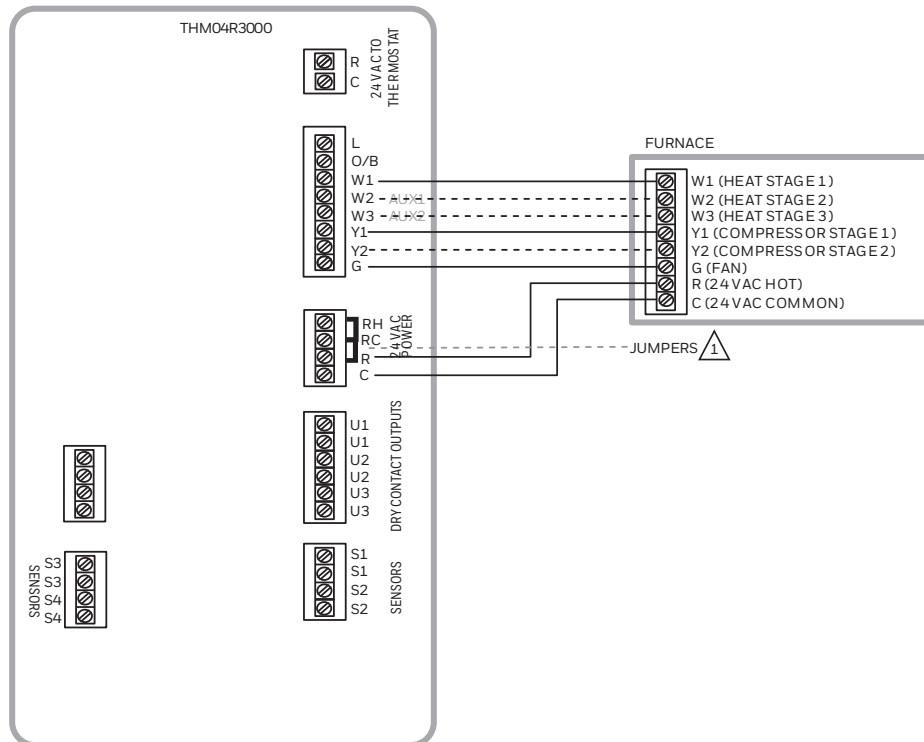 THM04R3000
R
C
24 VAC TO
THERMOSTAT
L
O/B
W1
W2 AUX1
W3 AUX2
Y1
Y2
G
RH
RC
R
C
24 VAC
POWER
U1
U1
U2
U2
U3
U3
DRY CONTACT OUTPUTS
S1
S1
S2
S2
SENSORS
S3
S3
S4
S4
SENSORS
FURNACE
W1 (HEAT STAGE 1)
W2 (HEAT STAGE 2)
W3 (HEAT STAGE 3)
Y1 (COMPRESSOR STAGE 1)
Y2 (COMPRESSOR STAGE 2)
G (FAN)
R (24 VAC HOT)
C (24 VAC COMMON)
JUMPERS 1